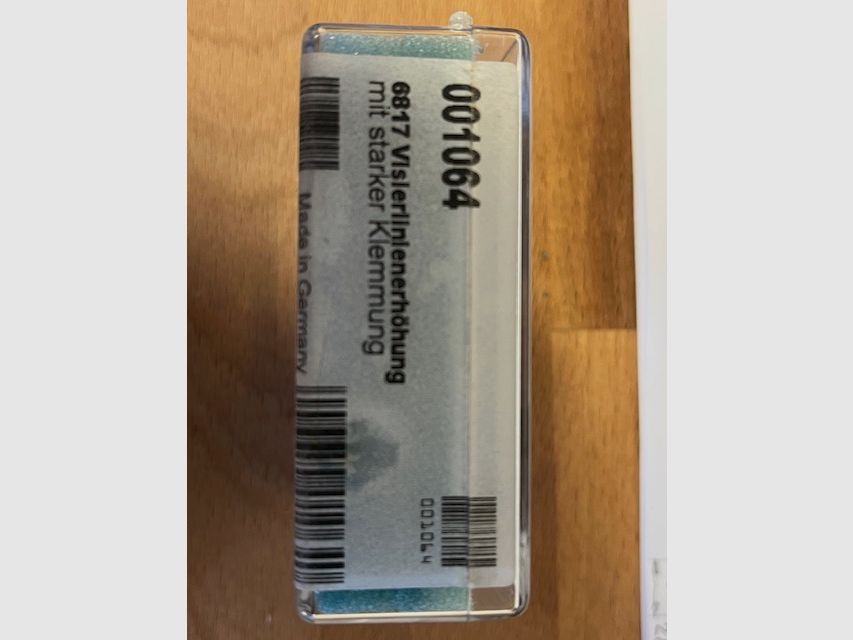 001064
6817 Visierlinienerhöhung
mit starker Klemmung
Made in Germany
001064